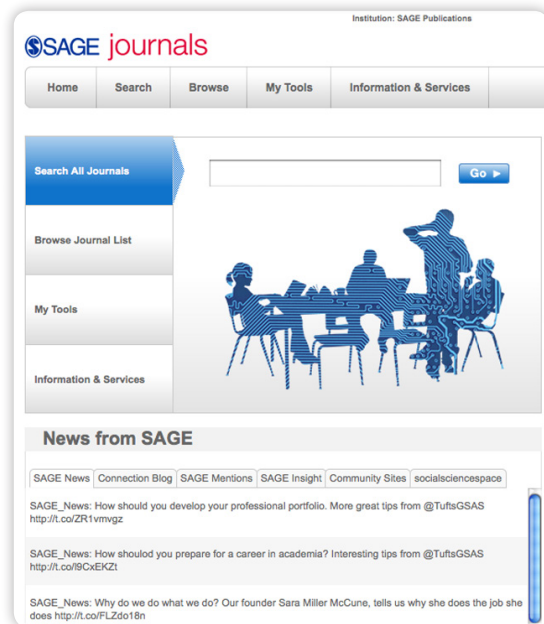 Institution: SAGE Publications
SSAGE journals
Home Search Browse My Tools Information & Services
Search All Journals
Go
Browse Journal List
My Tools
Information & Services
News from SAGE
SAGE News Connection Blog SAGE Mentions SAGE Insight Community Sites socialsciencespace
SAGE_News: How should you develop your professional portfolio. More great tips from @TuftsGSAS
http://t.co/ZR1vmvgz
SAGE_News: How shoulod you prepare for a career in academia? Interesting tips from @TuftsGSAS
http://t.co/l9CxEKZt
SAGE_News: Why do we do what we do? Our founder Sara Miller McCune, tells us why she does the job she
does http://t.co/FLZdo18n